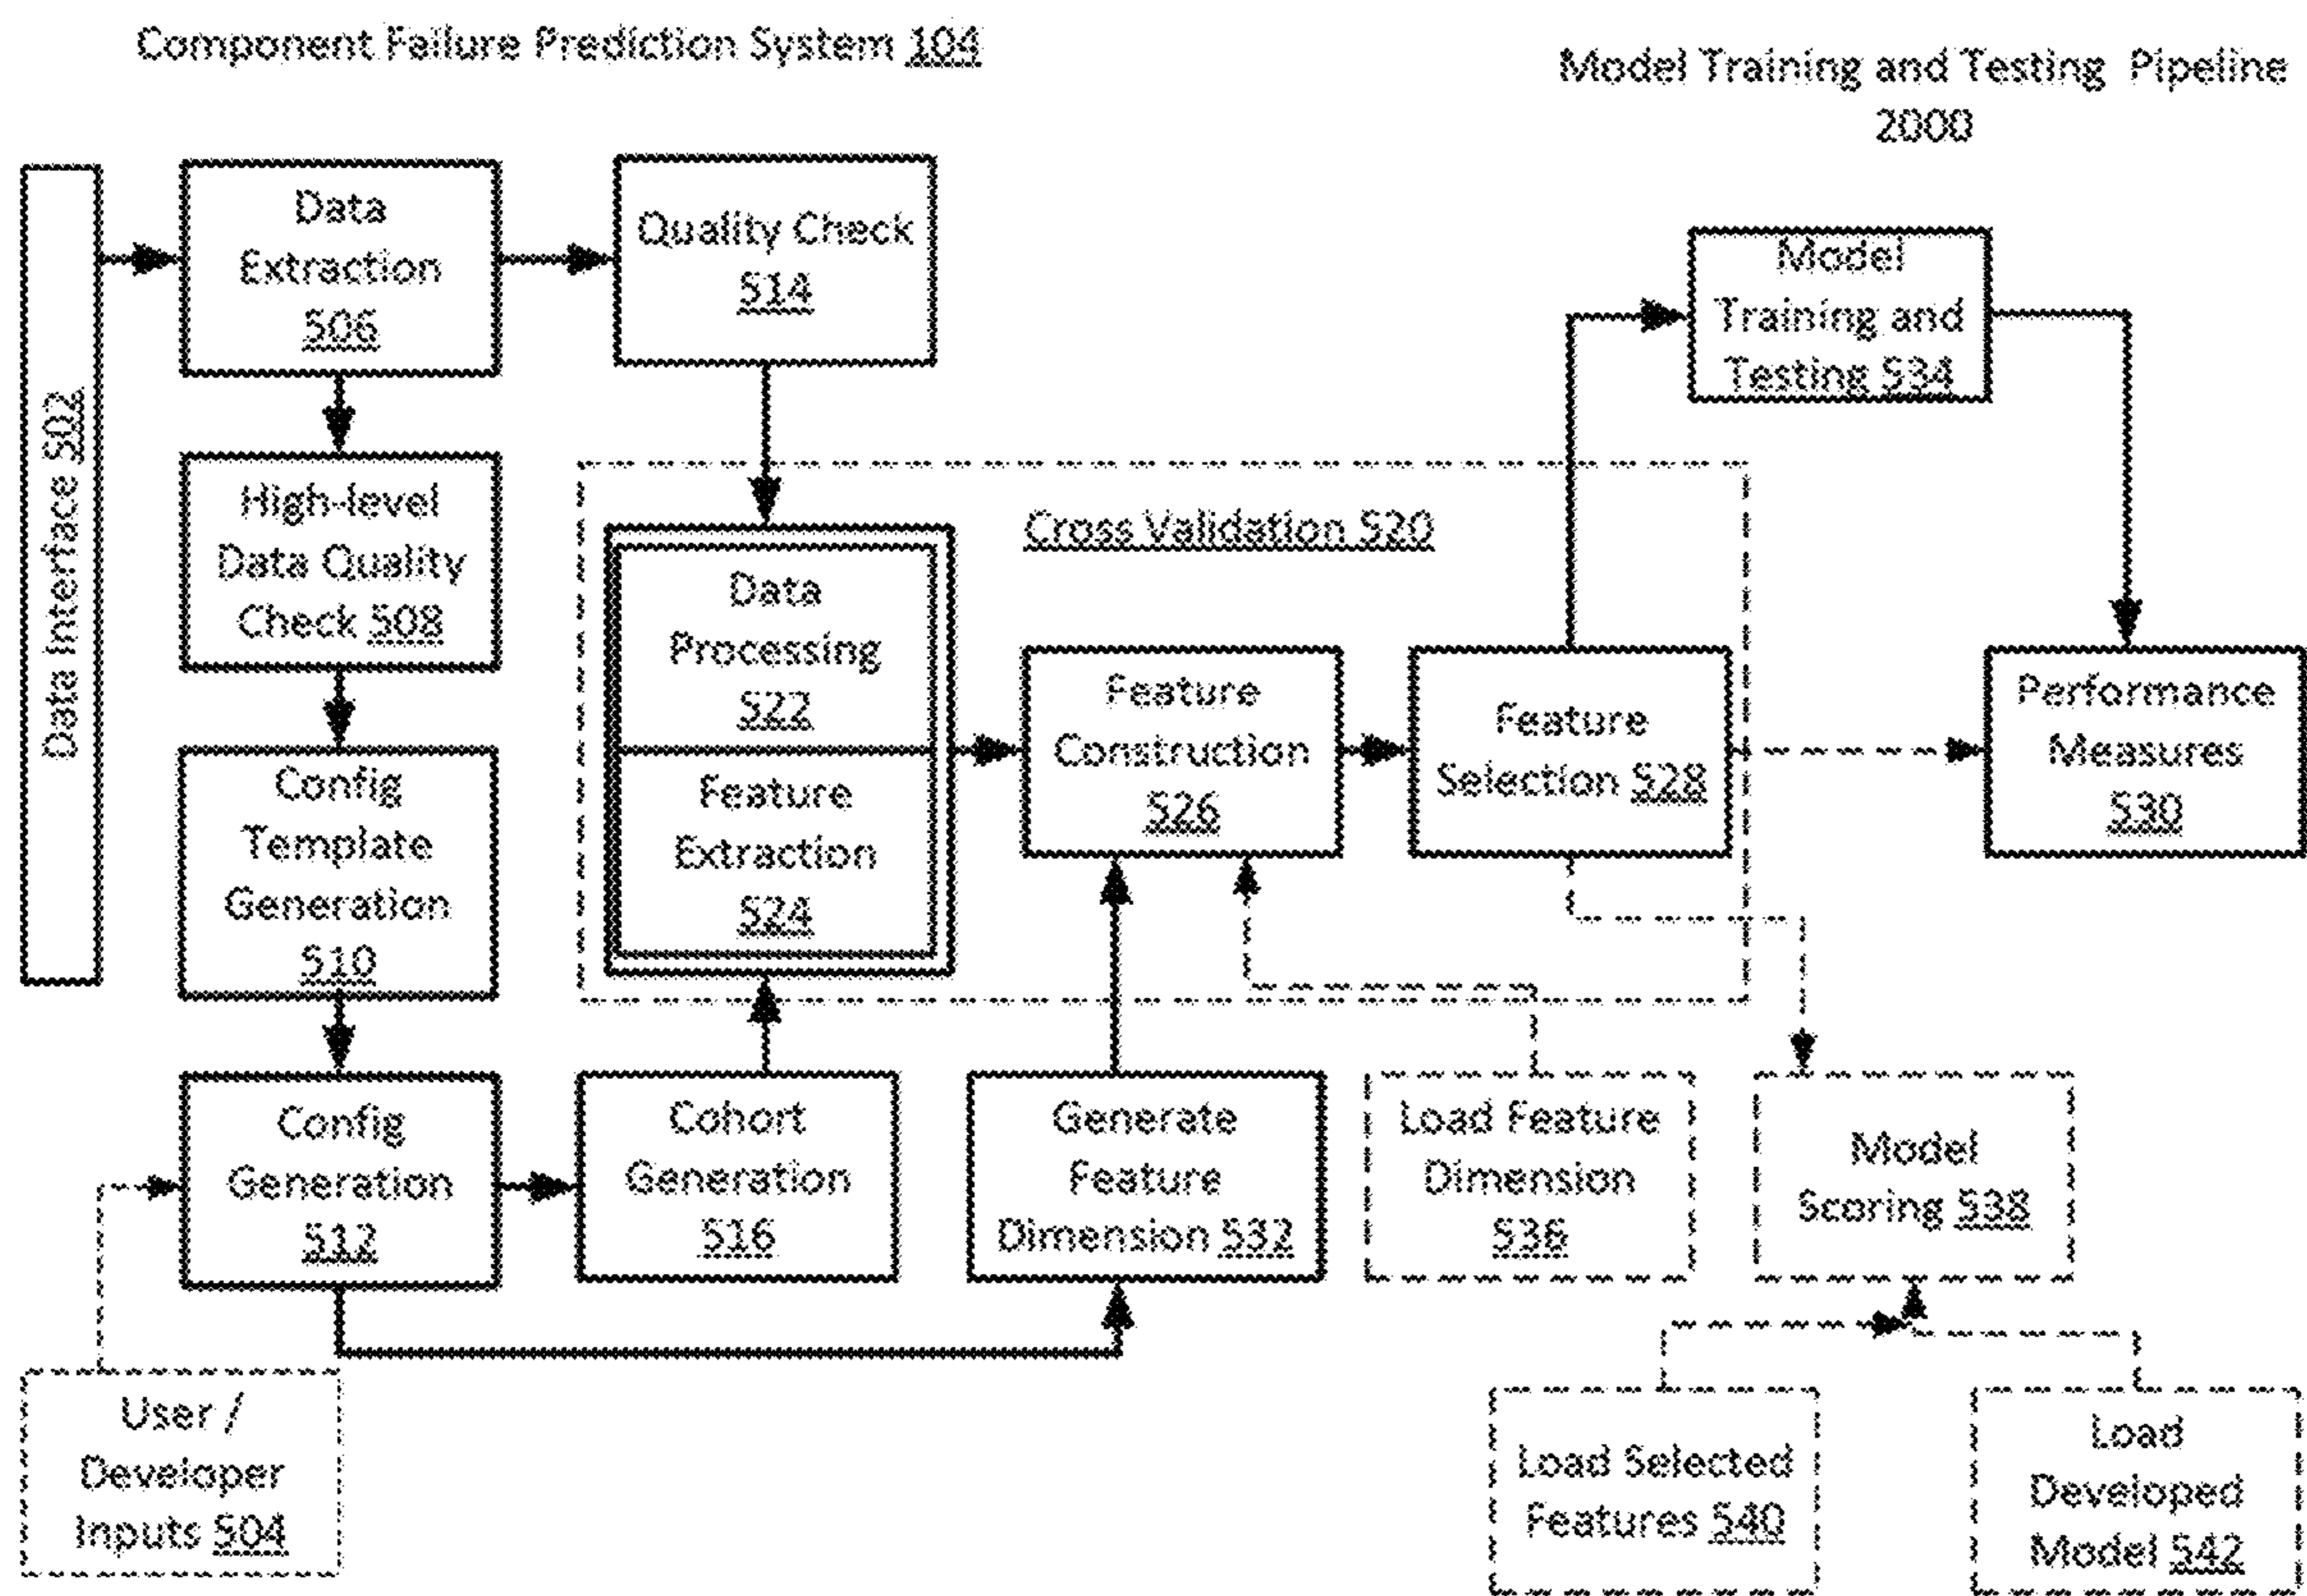 Component Failure Prediction System 104
Model Training and Testing Pipeline
2000
Data Interface 502
Data
Extraction
506
Quality Check
514
Model
Training and
Testing 534
High-level
Data Quality
Check 508
Cross Validation 520
Data
Processing
522
Feature
Extraction
524
Feature
Construction
526
Feature
Selection 528
Performance
Measures
530
Config
Template
Generation
510
Config
Generation
512
Cohort
Generation
516
Generate
Feature
Dimension 532
Load Feature
Dimension
536
Model
Scoring 538
User /
Developer
Inputs 504
Load Selected
Features 540
Load
Developed
Model 542